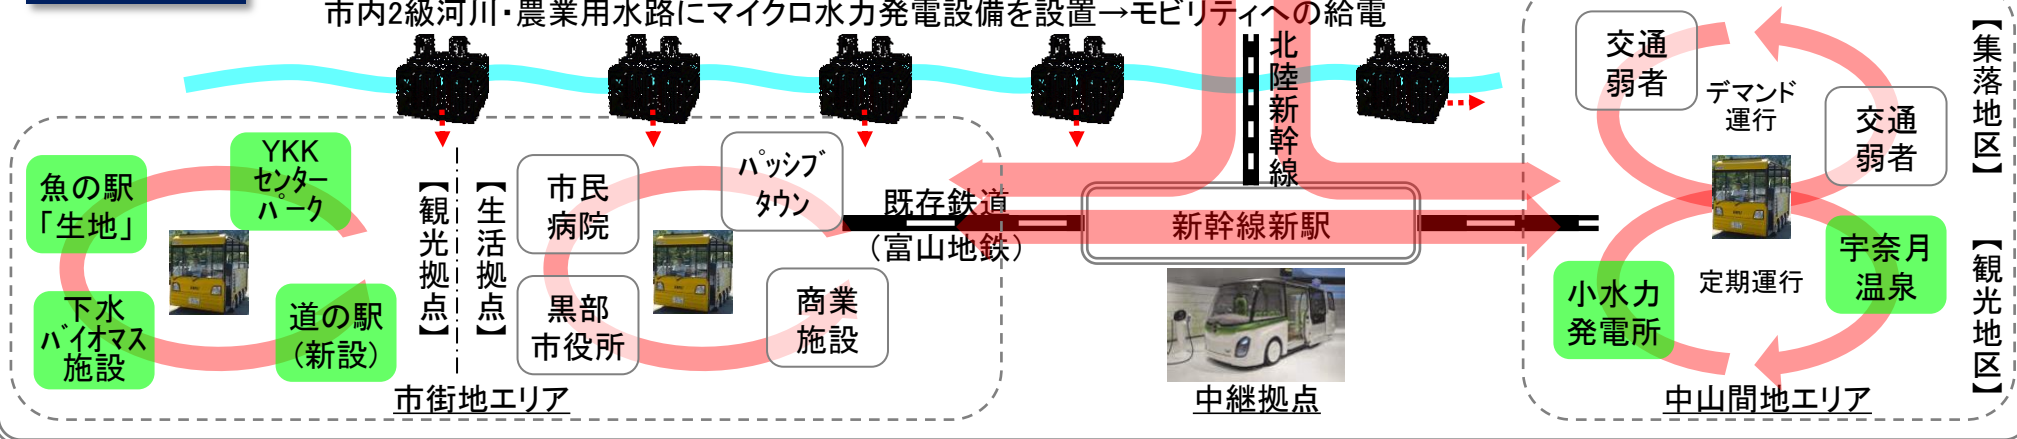 市内2級河川・農業用水路にマイクロ水力発電設備を設置→モビリティへの給電
魚の駅
「生地」
YKK
センター
パーク
下水
バイオマス
施設
道の駅
(新設)
【観光拠点】
【生活拠点】
市民
病院
パッシブ
タウン
黒部
市役所
商業
施設
市街地エリア
既存鉄道
（富山地鉄）
北陸新幹線
新幹線新駅
中継拠点
交通
弱者
デマンド
運行
交通
弱者
【集落地区】
定期運行
小水力
発電所
宇奈月
温泉
【観光地区】
中山間地エリア